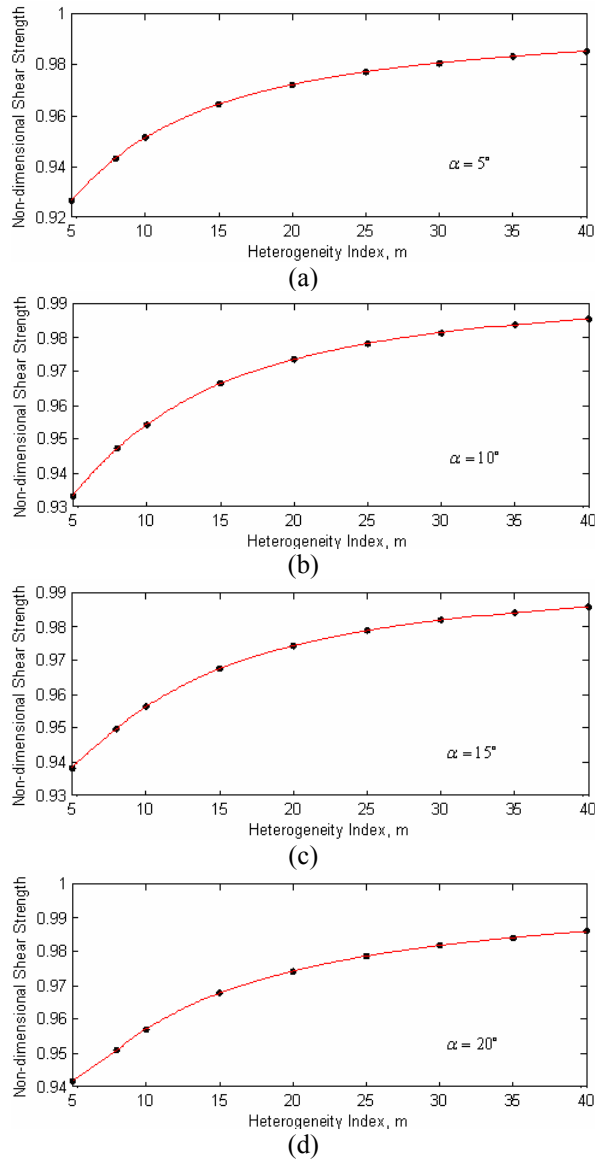 1
0.98
0.96
0.94
0.92
Non-dimensional Shear Strength
α = 5°
5 10 15 20 25 30 35 40
Heterogeneity Index, m
(a)
0.99
0.98
0.97
0.96
0.95
0.94
0.93
Non-dimensional Shear Strength
α = 10°
5 10 15 20 25 30 35 40
Heterogeneity Index, m
(b)
0.99
0.98
0.97
0.96
0.95
0.94
0.93
Non-dimensional Shear Strength
α = 15°
5 10 15 20 25 30 35 40
Heterogeneity Index, m
(c)
1
0.99
0.98
0.97
0.96
0.95
0.94
Non-dimensional Shear Strength
α = 20°
5 10 15 20 25 30 35 40
Heterogeneity Index, m
(d)